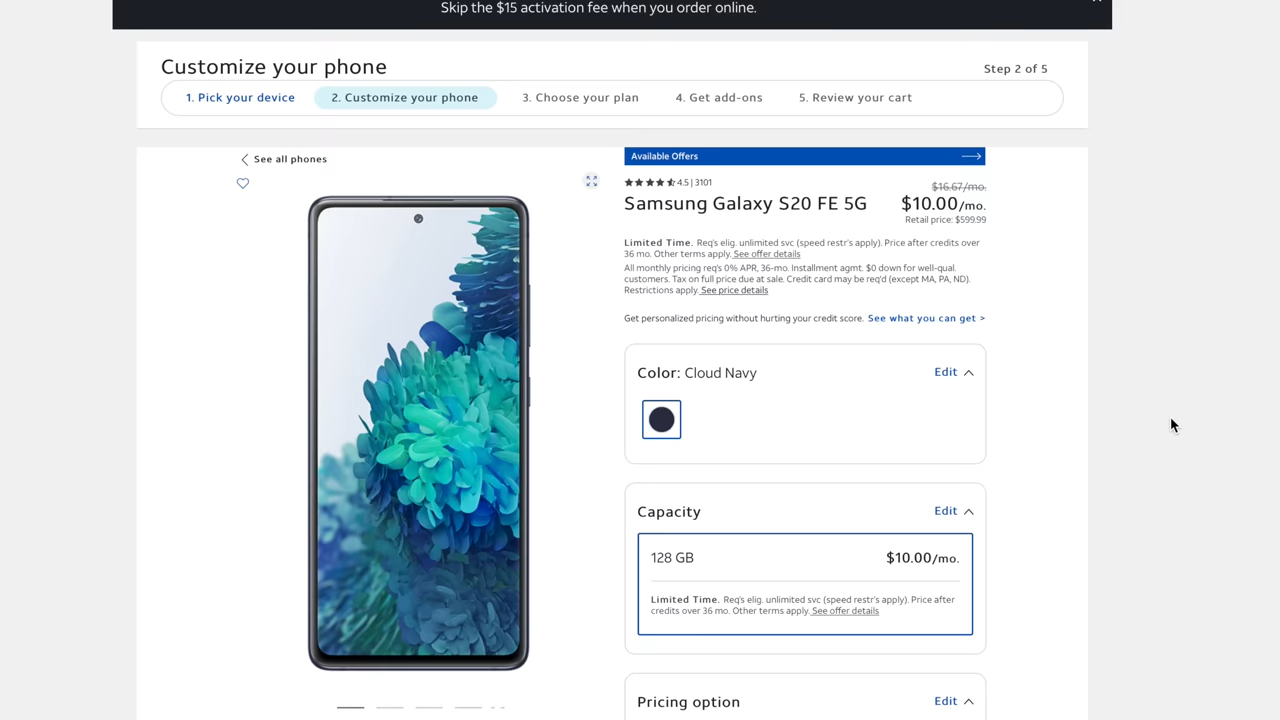 Skip the $15 activation fee when you order online.
Customize your phone
Step 2 of 5
1. Pick your device
2. Customize your phone
3. Choose your plan
4. Get add-ons
5. Review your cart
See all phones
Available Offers
4.5 | 3101
$16.67/mo.
Samsung Galaxy S20 FE 5G
$10.00/mo.
Retail price: $599.99
Limited Time. Req's elig. unlimited svc (speed restr's apply). Price after credits over
36 mo. Other terms apply. See offer details
All monthly pricing req's 0% APR, 36-mo. Installment agmt. $0 down for well-qual.
customers. Tax on full price due at sale. Credit card may be req'd (except MA, PA, ND).
Restrictions apply. See price details
Get personalized pricing without hurting your credit score. See what you can get >
Color: Cloud Navy
Edit
Capacity
Edit
128 GB
$10.00/mo.
Limited Time. Req's elig. unlimited svc (speed restr's apply). Price after
credits over 36 mo. Other terms apply. See offer details
Pricing option
Edit